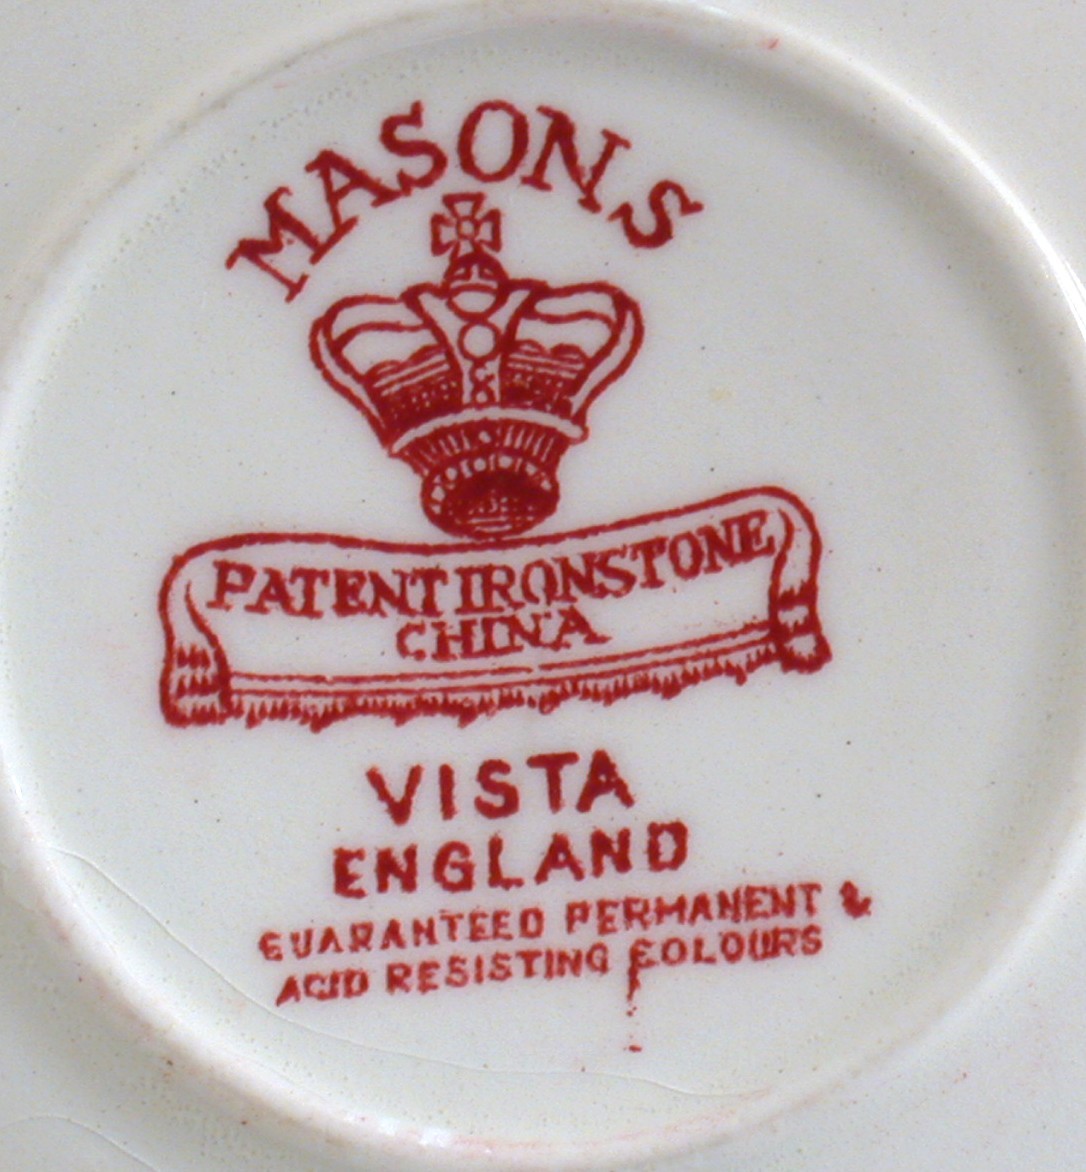 MASONS
PATENT IRONSTONE
CHINA
VISTA
ENGLAND
GUARANTEED PERMANENT &
ACID RESISTING COLOURS